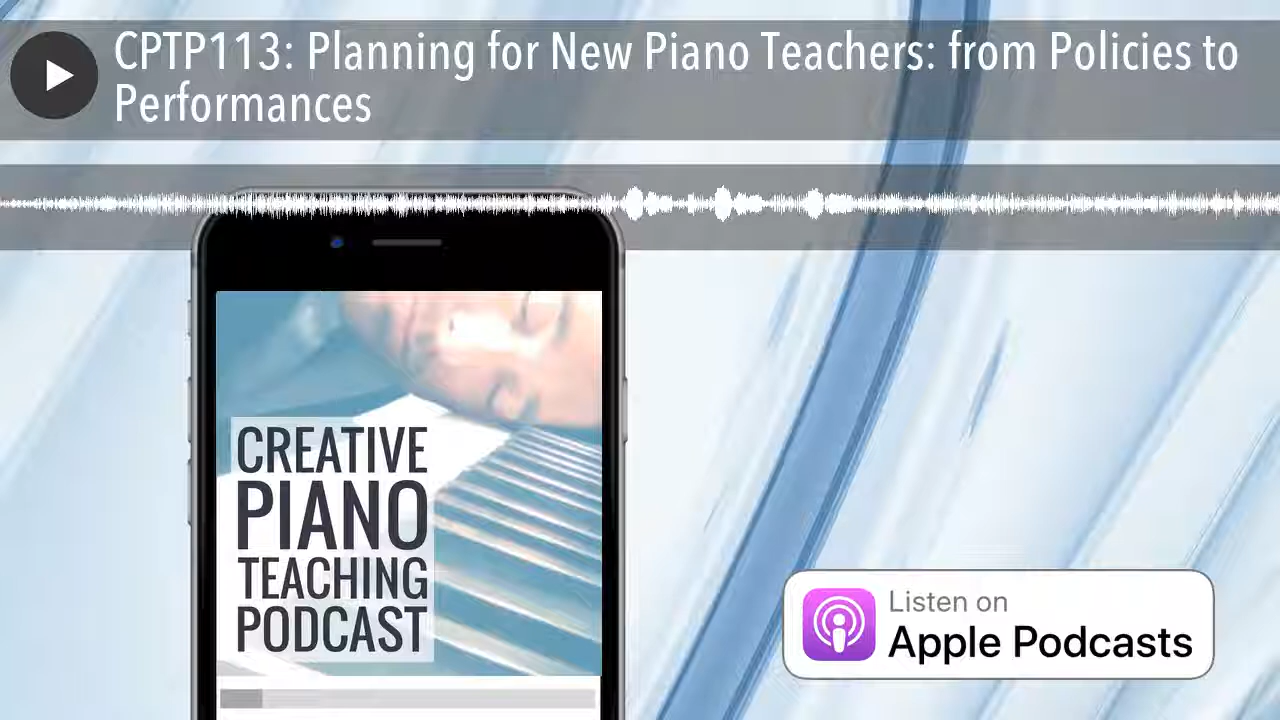 CPTP113: Planning for New Piano Teachers: from Policies to
Performances
CREATIVE
PIANO
TEACHING
PODCAST
Listen on
Apple Podcasts